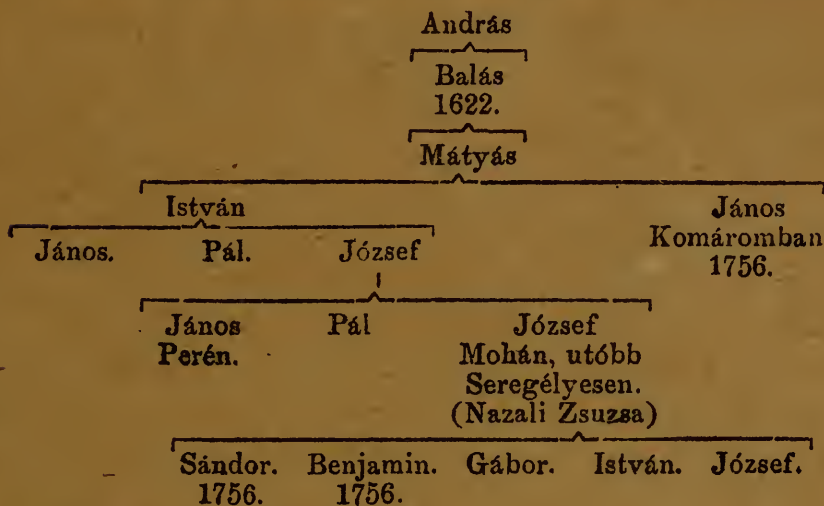 András
Balás
1622.
Mátyás
István János
Komáromban
1756.
János. Pál. József
János Pál József
Perén. Mohán, utóbb
Seregélyesen.
(Nazali Zsuzsa)
Sándor. Benjamin. Gábor. István. József.
1756. 1756.